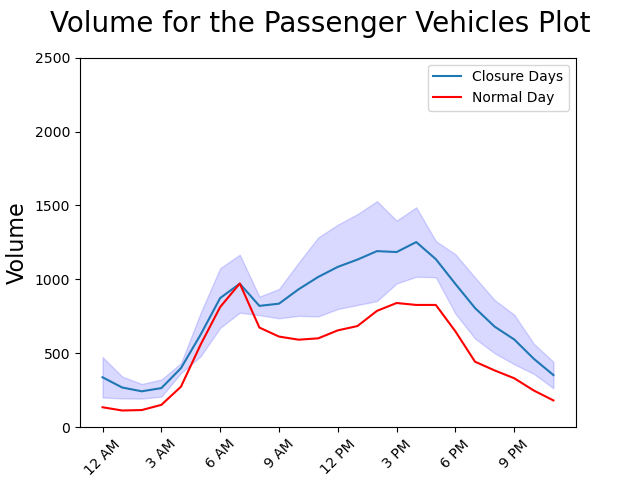 Volume for the Passenger Vehicles Plot
2500
2000
1500
1000
500
0
Volume
Closure Days
Normal Day
12 AM
3 AM
6 AM
9 AM
12 PM
3 PM
6 PM
9 PM